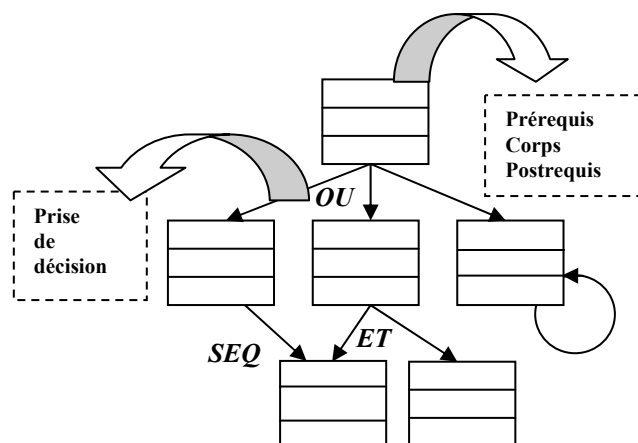 Prérequis
Corps
Postrequis
Prise
de
décision
OU
SEQ
ET